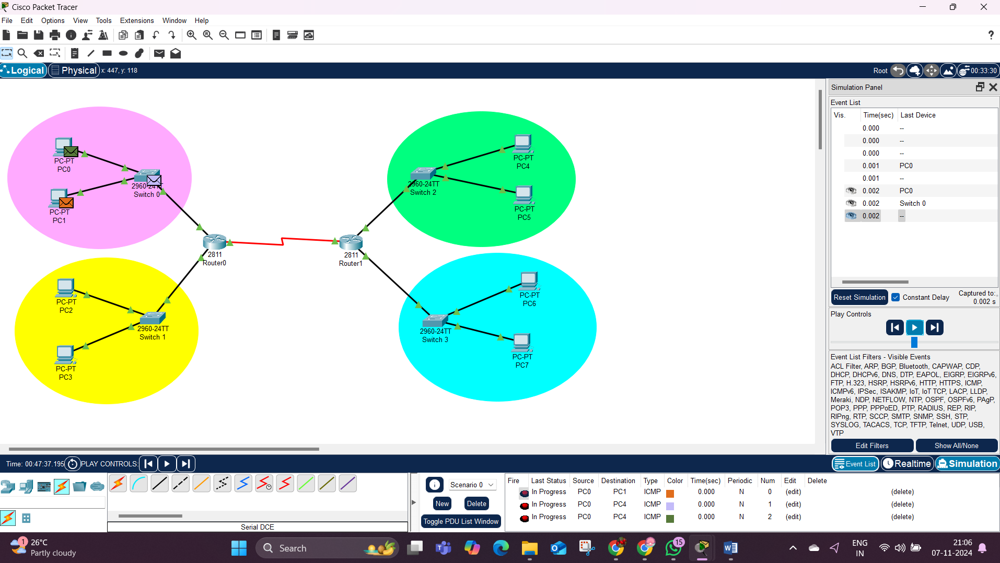 Cisco Packet Tracer
File Edit Options View Tools Extensions Window Help
?
Logical Physical x: 447, y: 118 Root 00:33:30
Simulation Panel
Event List
Vis. Time(sec) Last Device
0.000 --
0.000 --
0.000 --
0.001 PC0
0.001 --
0.002 PC0
0.002 Switch 0
0.002 --
Reset Simulation Constant Delay Captured to:
0.002 s
Play Controls
Event List Filters - Visible Events
ACL Filter, ARP, BGP, Bluetooth, CAPWAP, CDP,
DHCP, DHCPv6, DNS, DTP, EAPOL, EIGRP, EIGRPv6,
FTP, H.323, HSRP, HSRPv6, HTTP, HTTPS, ICMP,
ICMPv6, IPSec, ISAKMP, IoT, IoT TCP, LACP, LLDP,
Meraki, NDP, NETFLOW, NTP, OSPF, OSPFv6, PAgP,
POP3, PPP, PPPoED, PTP, RADIUS, REP, RIP,
RIPng, RTP, SCCP, SMTP, SNMP, SSH, STP,
SYSLOG, TACACS, TCP, TFTP, Telnet, UDP, USB,
VTP
Edit Filters Show All/None
PC-PT
PC0
PC-PT
PC1
2960-24TT
Switch 0
2811
Router0
PC-PT
PC2
PC-PT
PC3
2960-24TT
Switch 1
2811
Router1
2960-24TT
Switch 2
PC-PT
PC4
PC-PT
PC5
2960-24TT
Switch 3
PC-PT
PC6
PC-PT
PC7
Time: 00:47:37.195 PLAY CONTROLS: Event List Realtime Simulation
Serial DCE
Scenario 0
New Delete
Toggle PDU List Window
Fire Last Status Source Destination Type Color Time(sec) Periodic Num Edit Delete
In Progress PC0 PC1 ICMP 0.000 N 0 (edit) (delete)
In Progress PC0 PC4 ICMP 0.000 N 1 (edit) (delete)
In Progress PC0 PC4 ICMP 0.000 N 2 (edit) (delete)
1
26°C
Partly cloudy
Search
15
ENG
IN
21:06
07-11-2024